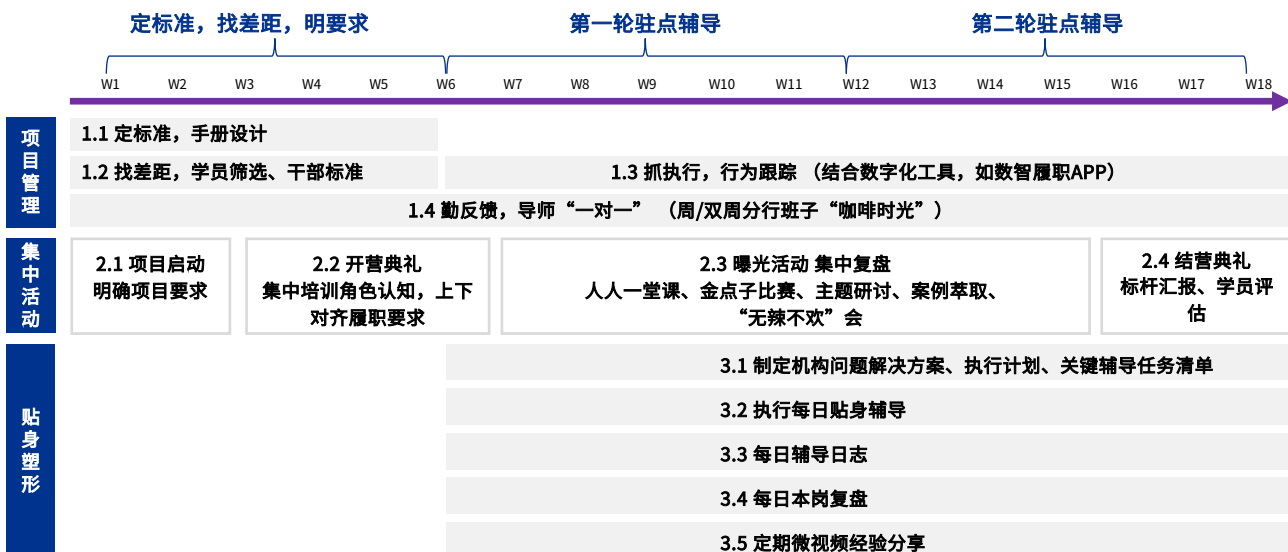 定标准，找差距，明要求
第一轮驻点辅导
第二轮驻点辅导
W1 W2 W3 W4 W5 W6 W7 W8 W9 W10 W11 W12 W13 W14 W15 W16 W17 W18
项目管理
1.1 定标准，手册设计
1.2 找差距，学员筛选、干部标准
1.3 抓执行，行为跟踪 （结合数字化工具，如数智履职APP）
1.4 勤反馈，导师“一对一” （周/双周分行班子“咖啡时光”）
集中活动
2.1 项目启动
明确项目要求
2.2 开营典礼
集中培训角色认知，上下
对齐履职要求
2.3 曝光活动 集中复盘
人人一堂课、金点子比赛、主题研讨、案例萃取、
“无辣不欢”会
2.4 结营典礼
标杆汇报、学员评
估
贴身塑形
3.1 制定机构问题解决方案、执行计划、关键辅导任务清单
3.2 执行每日贴身辅导
3.3 每日辅导日志
3.4 每日本岗复盘
3.5 定期微视频经验分享